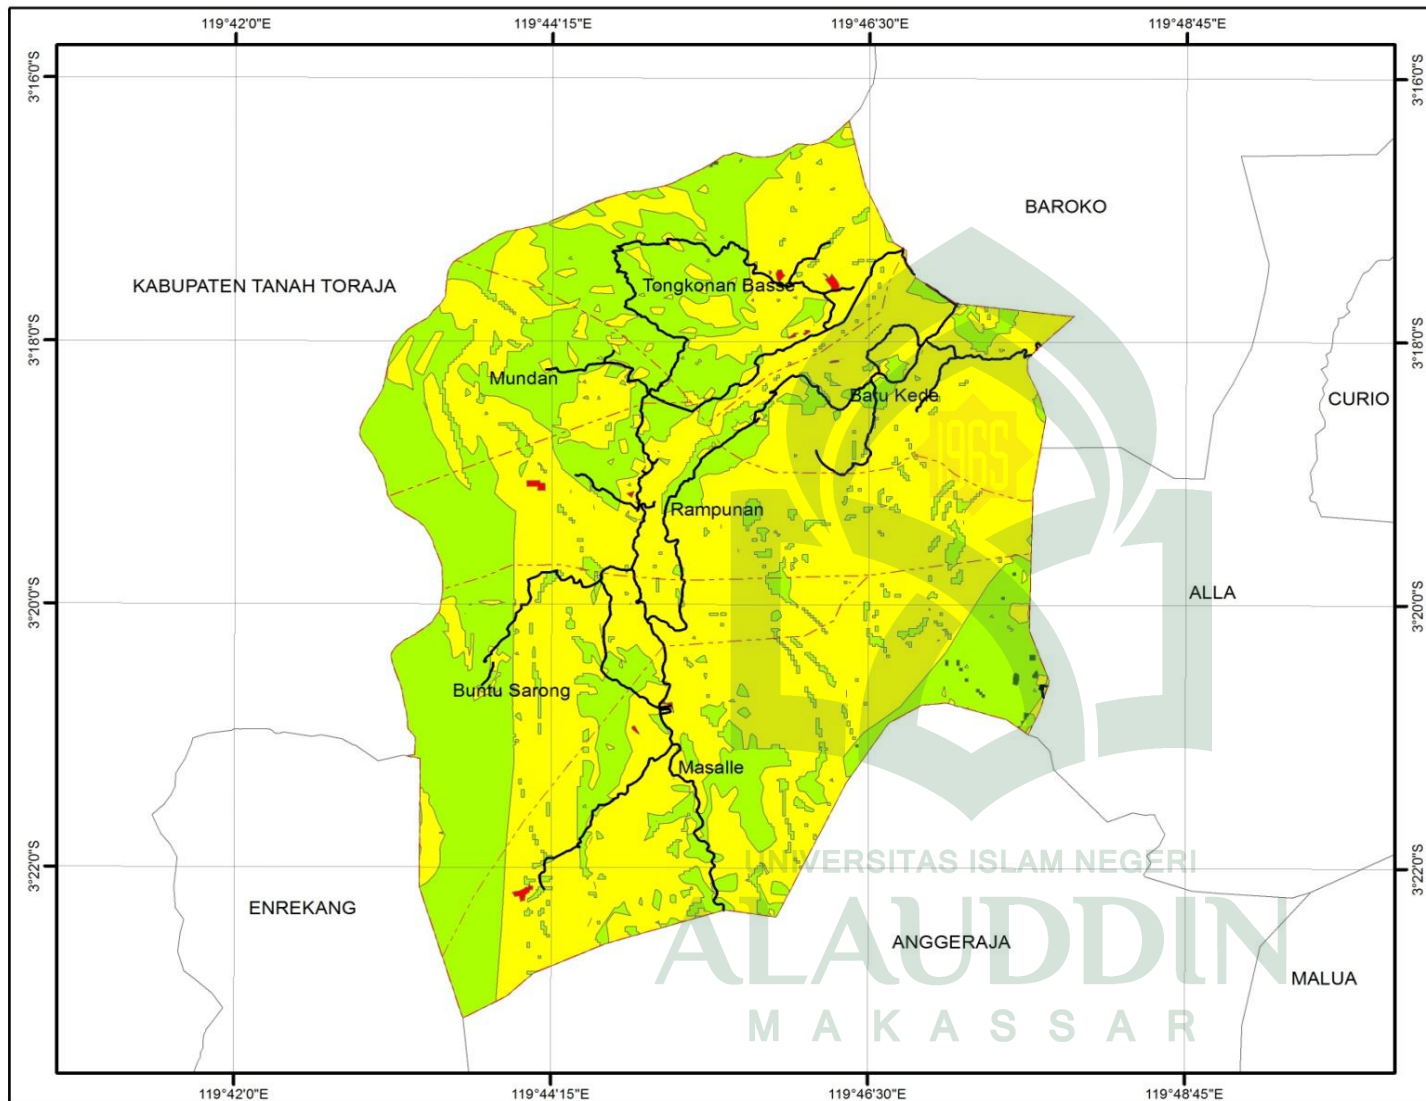 119°42'0"E
119°44'15"E
119°46'30"E
119°48'45"E
3°16'0"S
3°16'0"S
BAROKO
KABUPATEN TANAH TORAJA
Tongkonan Basse
3°18'0"S
3°18'0"S
Mundan
Batu Kede
CURIO
1965
Rampunan
ALLA
3°20'0"S
3°20'0"S
Buntu Sarong
Masalle
UNIVERSITAS ISLAM NEGERI
3°22'0"S
3°22'0"S
ENREKANG
ALAUDDIN
ANGGERAJA
MALUA
MAKASSAR
119°42'0"E
119°44'15"E
119°46'30"E
119°48'45"E